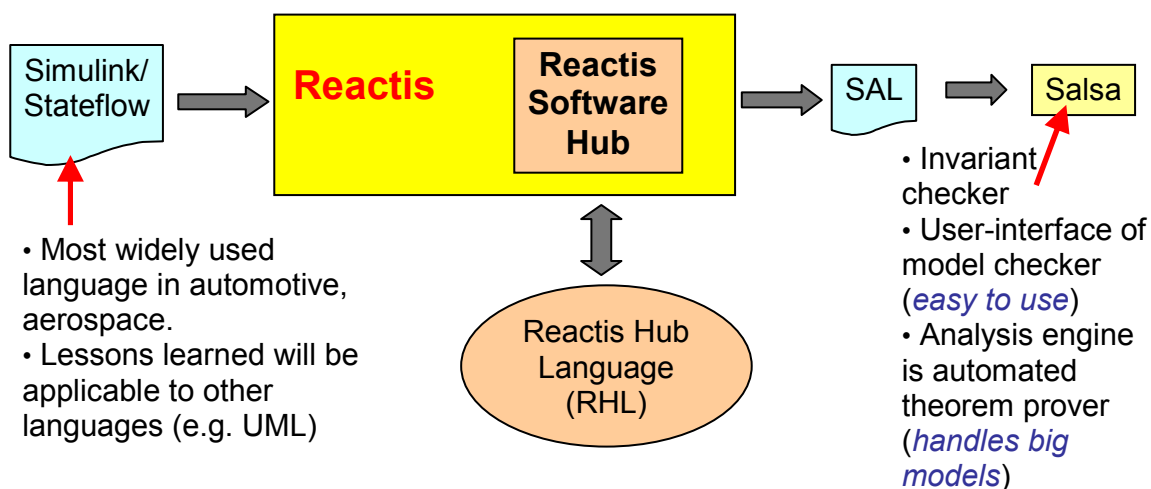 Simulink/
Stateflow
Reactis
Reactis
Software
Hub
SAL
Salsa
• Most widely used
language in automotive,
aerospace.
• Lessons learned will be
applicable to other
languages (e.g. UML)
Reactis Hub
Language
(RHL)
• Invariant
checker
• User-interface of
model checker
(easy to use)
• Analysis engine
is automated
theorem prover
(handles big
models)